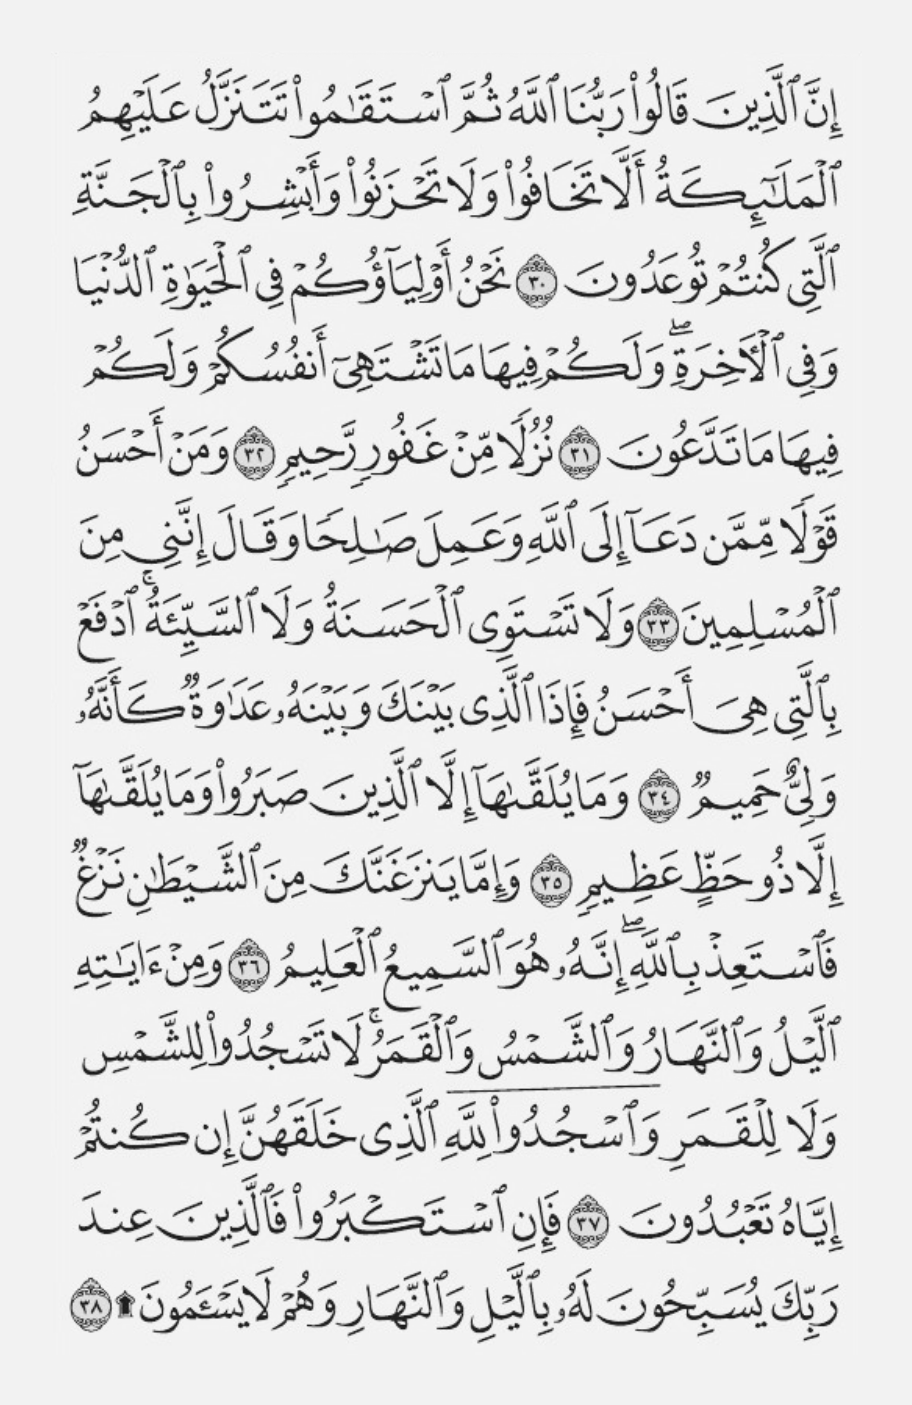 إِنَّ ٱلَّذِينَ قَالُوا۟ رَبُّنَا ٱللَّهُ ثُمَّ ٱسْتَقَـٰمُوا۟ تَتَنَزَّلُ عَلَيْهِمُ
ٱلْمَلَـٰٓئِكَةُ أَلَّا تَخَافُوا۟ وَلَا تَحْزَنُوا۟ وَأَبْشِرُوا۟ بِٱلْجَنَّةِ
ٱلَّتِى كُنتُمْ تُوعَدُونَ ٣٠ نَحْنُ أَوْلِيَآؤُكُمْ فِى ٱلْحَيَوٰةِ ٱلدُّنْيَا
وَفِى ٱلْـَٔاخِرَةِ ۖ وَلَكُمْ فِيهَا مَا تَشْتَهِىٓ أَنفُسُكُمْ وَلَكُمْ
فِيهَا مَا تَدَّعُونَ ٣١ نُزُلًا مِّنْ غَفُورٍ رَّحِيمٍ ٣٢ وَمَنْ أَحْسَنُ
قَوْلًا مِّمَّن دَعَآ إِلَى ٱللَّهِ وَعَمِلَ صَـٰلِحًا وَقَالَ إِنَّنِى مِنَ
ٱلْمُسْلِمِينَ ٣٣ وَلَا تَسْتَوِى ٱلْحَسَنَةُ وَلَا ٱلسَّيِّئَةُ ۚ ٱدْفَعْ
بِٱلَّتِى هِىَ أَحْسَنُ فَإِذَا ٱلَّذِى بَيْنَكَ وَبَيْنَهُۥ عَدَٰوَةٌ كَأَنَّهُۥ
وَلِىٌّ حَمِيمٌ ٣٤ وَمَا يُلَقَّىٰهَآ إِلَّا ٱلَّذِينَ صَبَرُوا۟ وَمَا يُلَقَّىٰهَآ
إِلَّا ذُو حَظٍّ عَظِيمٍ ٣٥ وَإِمَّا يَنزَغَنَّكَ مِنَ ٱلشَّيْطَـٰنِ نَزْغٌ
فَٱسْتَعِذْ بِٱللَّهِ ۖ إِنَّهُۥ هُوَ ٱلسَّمِيعُ ٱلْعَلِيمُ ٣٦ وَمِنْ ءَايَـٰتِهِ
ٱلَّيْلُ وَٱلنَّهَارُ وَٱلشَّمْسُ وَٱلْقَمَرُ ۚ لَا تَسْجُدُوا۟ لِلشَّمْسِ
وَلَا لِلْقَمَرِ وَٱسْجُدُوا۟ لِلَّهِ ٱلَّذِى خَلَقَهُنَّ إِن كُنتُمْ
إِيَّاهُ تَعْبُدُونَ ٣٧ فَإِنِ ٱسْتَكْبَرُوا۟ فَٱلَّذِينَ عِندَ
رَبِّكَ يُسَبِّحُونَ لَهُۥ بِٱلَّيْلِ وَٱلنَّهَارِ وَهُمْ لَا يَسْـَٔمُونَ ۩ ٣٨